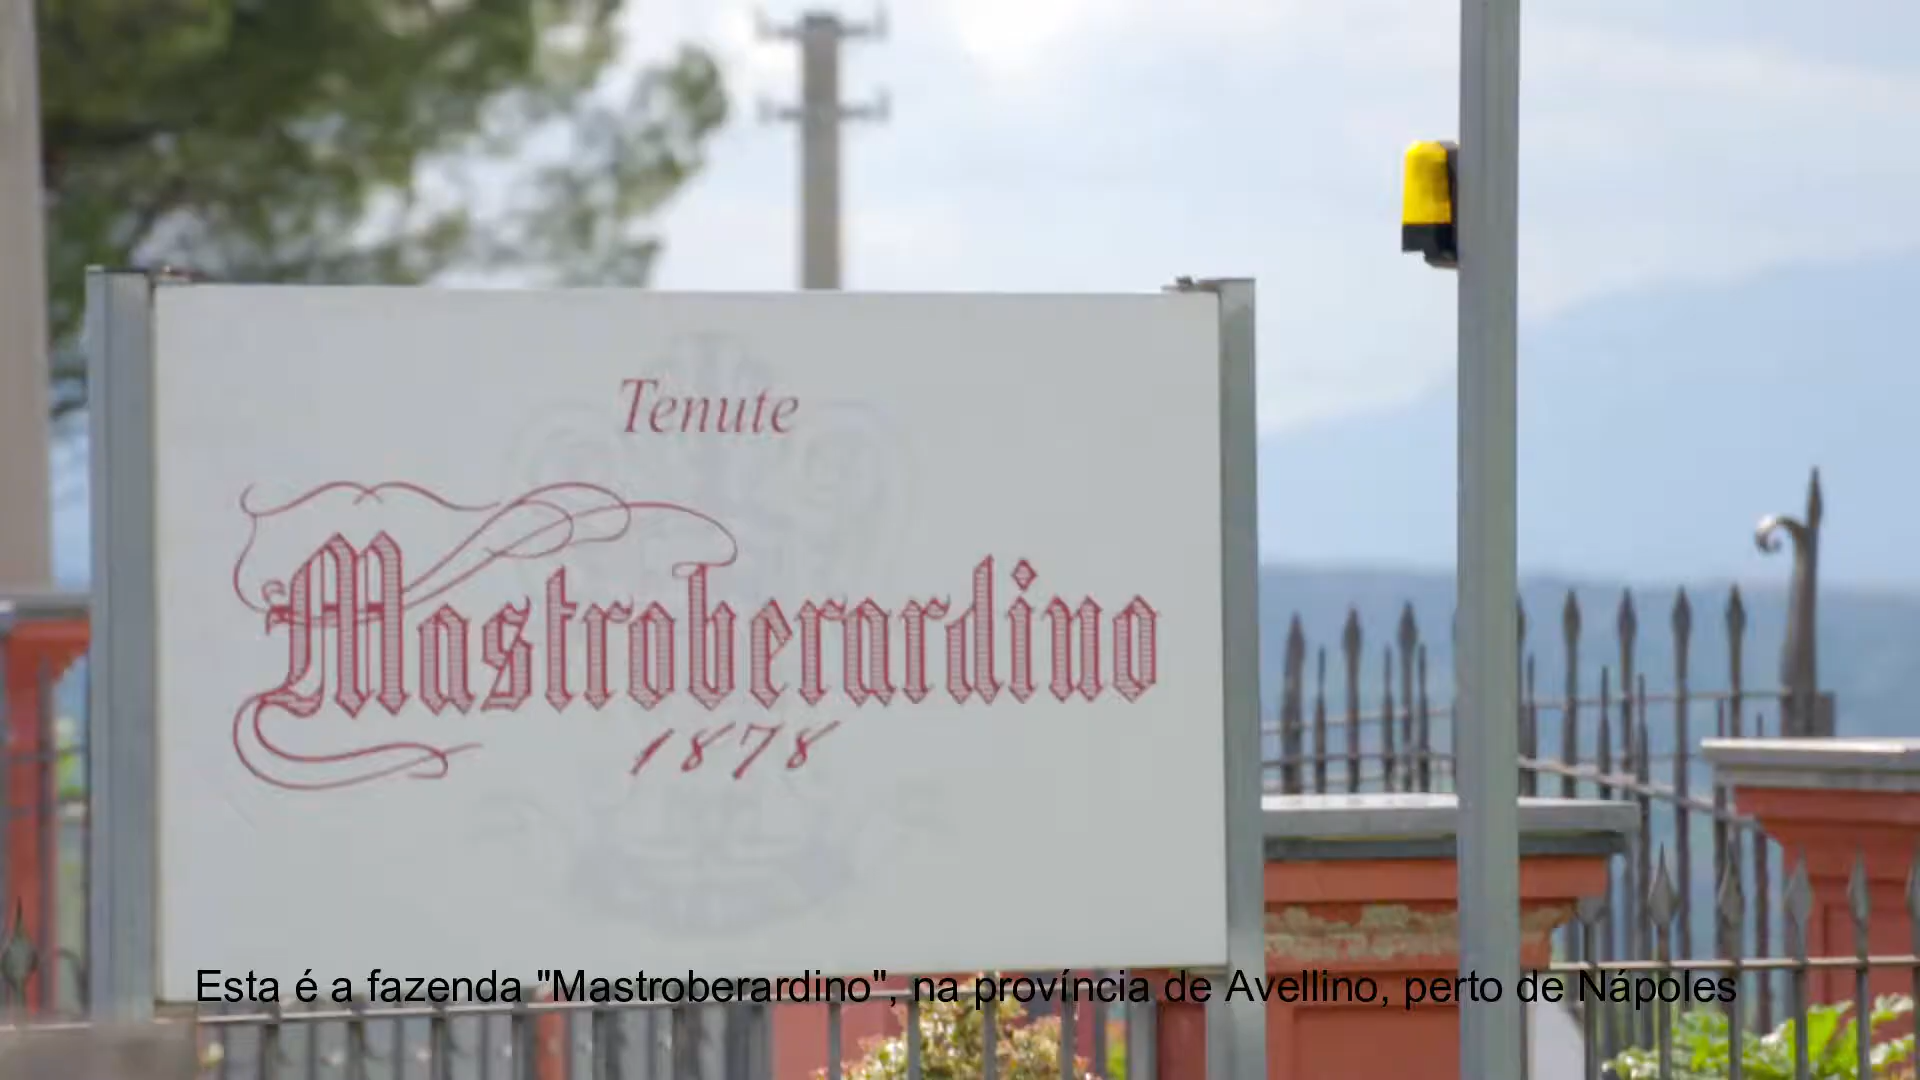 Tenute
Mastroberardino
1878
Esta é a fazenda "Mastroberardino", na província de Avellino, perto de Nápoles